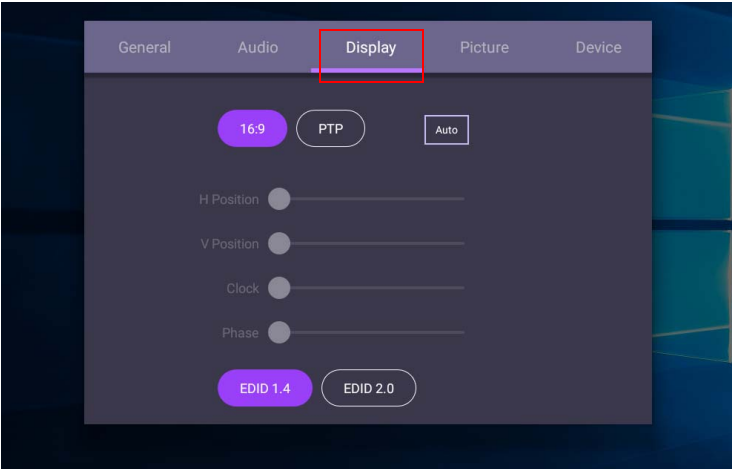 General Audio Display Picture Device
16:9 PTP Auto
H Position
V Position
Clock
Phase
EDID 1.4 EDID 2.0